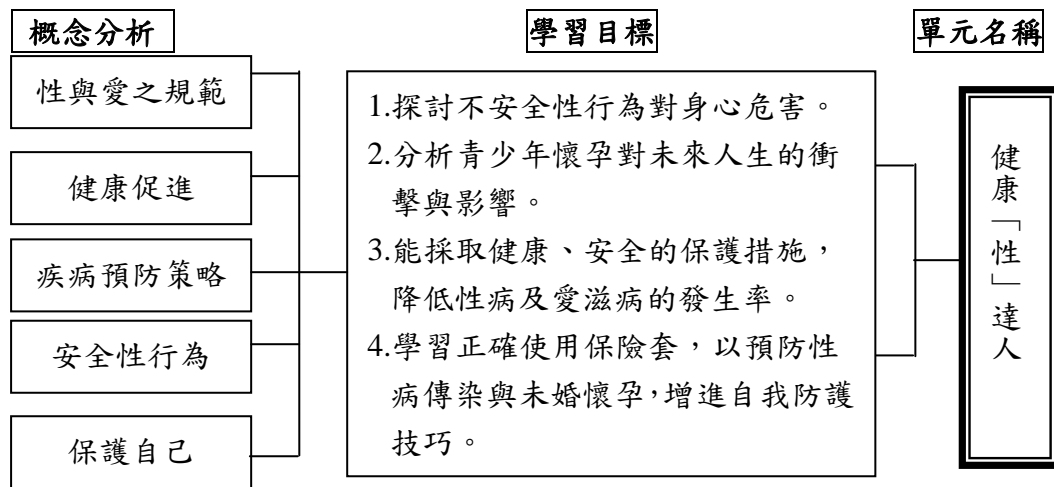 概念分析
學習目標
單元名稱
性與愛之規範
健康促進
疾病預防策略
安全性行為
保護自己
1.探討不安全性行為對身心危害。
2.分析青少年懷孕對未來人生的衝
擊與影響。
3.能採取健康、安全的保護措施，
降低性病及愛滋病的發生率。
4.學習正確使用保險套，以預防性
病傳染與未婚懷孕，增進自我防護
技巧。
健康「性」達人